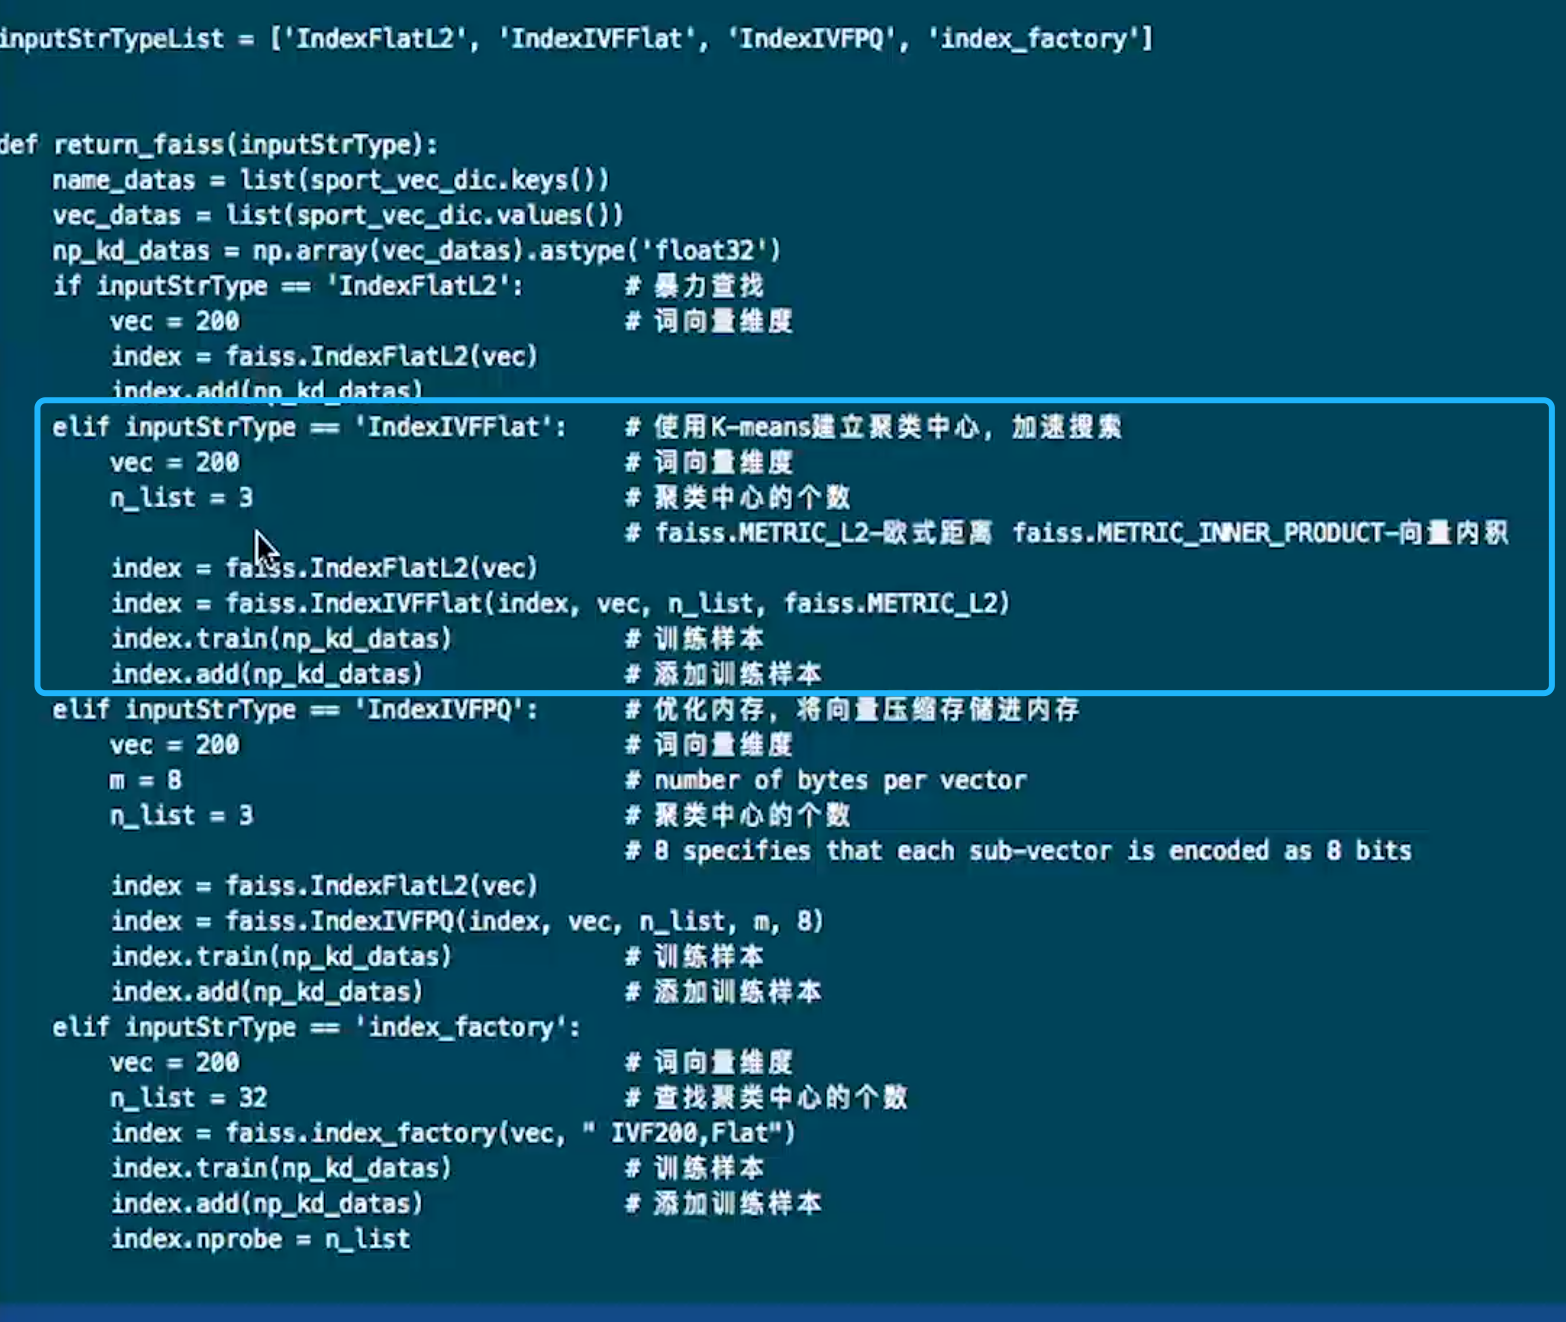 inputStrTypeList = ['IndexFlatL2', 'IndexIVFFlat', 'IndexIVFPQ', 'index_factory']
def return_faiss(inputStrType):
name_datas = list(sport_vec_dic.keys())
vec_datas = list(sport_vec_dic.values())
np_kd_datas = np.array(vec_datas).astype('float32')
if inputStrType == 'IndexFlatL2': # 暴力查找
vec = 200 # 词向量维度
index = faiss.IndexFlatL2(vec)
index.add(np_kd_datas)
elif inputStrType == 'IndexIVFFlat': # 使用K-means建立聚类中心, 加速搜索
vec = 200 # 词向量维度
n_list = 3 # 聚类中心的个数
# faiss.METRIC_L2-欧式距离 faiss.METRIC_INNER_PRODUCT-向量内积
index = faiss.IndexFlatL2(vec)
index = faiss.IndexIVFFlat(index, vec, n_list, faiss.METRIC_L2)
index.train(np_kd_datas) # 训练样本
index.add(np_kd_datas) # 添加训练样本
elif inputStrType == 'IndexIVFPQ': # 优化内存, 将向量压缩存储进内存
vec = 200 # 词向量维度
m = 8 # number of bytes per vector
n_list = 3 # 聚类中心的个数
# 8 specifies that each sub-vector is encoded as 8 bits
index = faiss.IndexFlatL2(vec)
index = faiss.IndexIVFPQ(index, vec, n_list, m, 8)
index.train(np_kd_datas) # 训练样本
index.add(np_kd_datas) # 添加训练样本
elif inputStrType == 'index_factory':
vec = 200 # 词向量维度
n_list = 32 # 查找聚类中心的个数
index = faiss.index_factory(vec, " IVF200,Flat")
index.train(np_kd_datas) # 训练样本
index.add(np_kd_datas) # 添加训练样本
index.nprobe = n_list